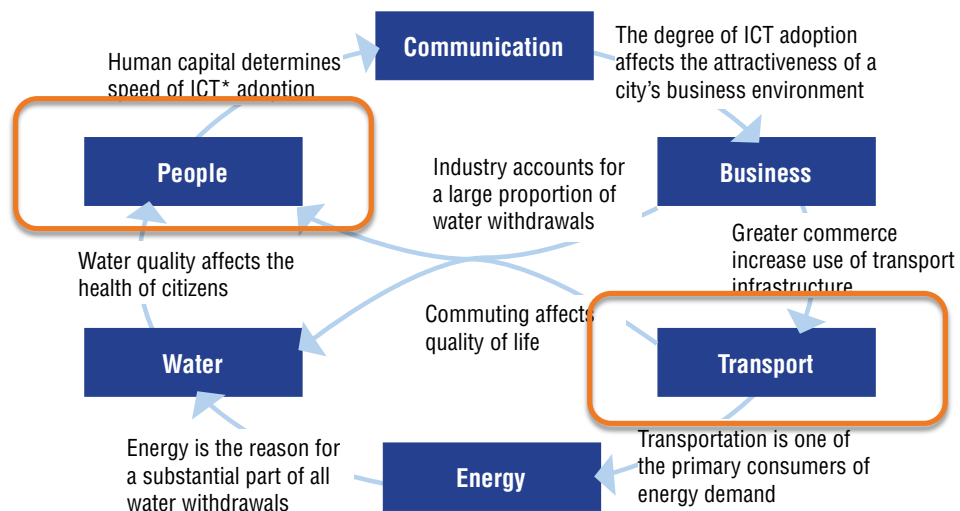 Communication
Human capital determines
speed of ICT* adoption
The degree of ICT adoption
affects the attractiveness of a
city's business environment
People
Industry accounts for
a large proportion of
water withdrawals
Business
Water quality affects the
health of citizens
Greater commerce
increase use of transport
infrastructure
Commuting affects
quality of life
Water
Transport
Energy is the reason for
a substantial part of all
water withdrawals
Energy
Transportation is one of
the primary consumers of
energy demand